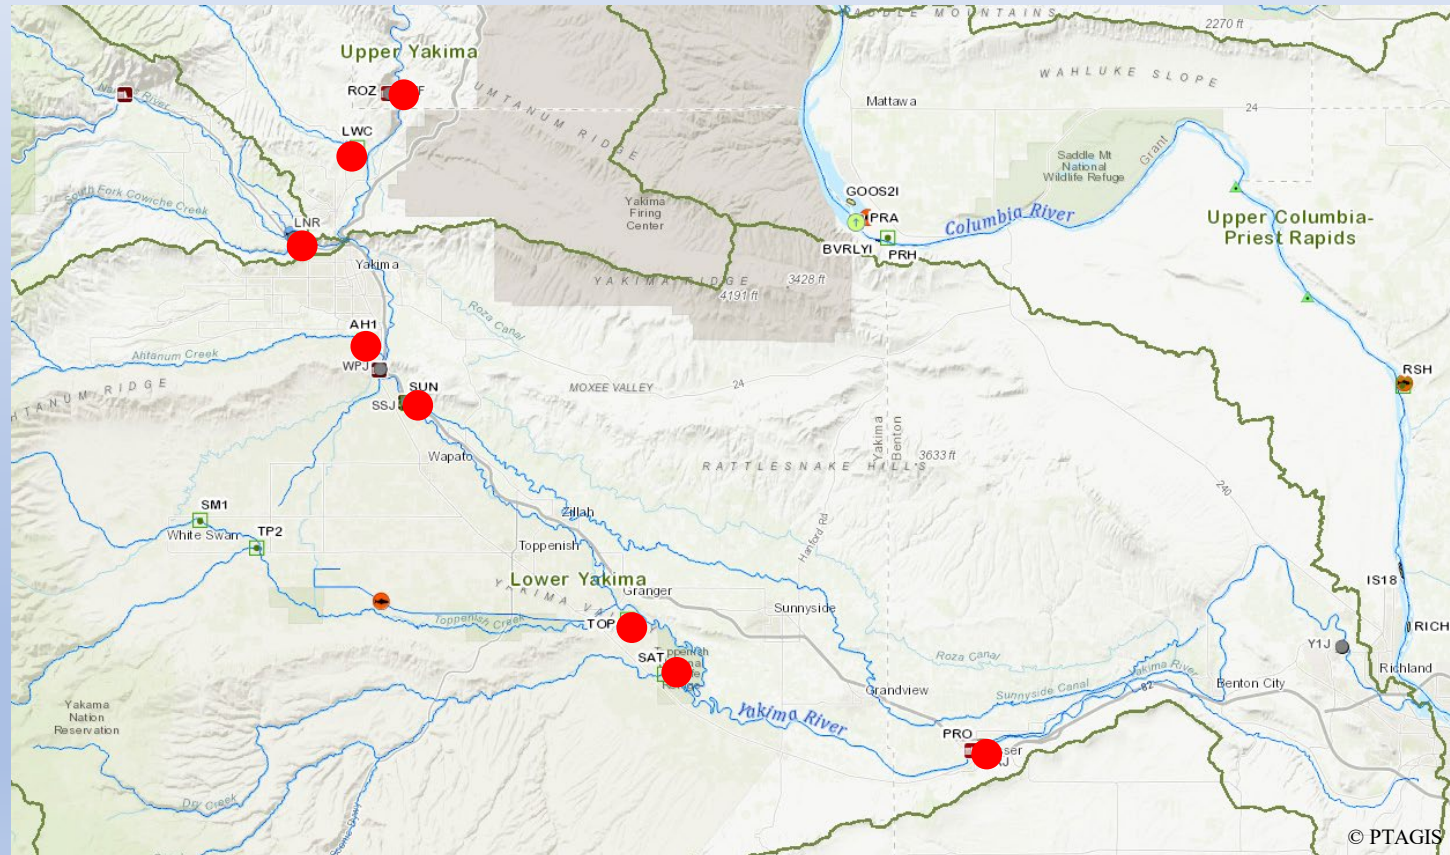 SADDLE MOUNTAINS
2270 ft
Upper Yakima
WAHLUKE SLOPE
ROZ
Mattawa
24
UMTANUM RIDGE
LWC
Saddle Mt
National
Wildlife Refuge
Grant
South Fork Cowiche Creek
Yakima
Firing
Center
GOOS2I
PRA
Columbia River
Upper Columbia-
Priest Rapids
LNR
BVRLYI
PRH
Yakima
YAKIMA RIDGE
3428 ft
4191 ft
Roza Canal
AH1
Ahtanum Creek
WPJ
RSH
SUN
MOXEE VALLEY
24
SSJ
Yakima
Benton
Wapato
RATTLESNAKE HILLS
3633 ft
240
SM1
White Swan
TP2
Zillah
Hanford Rd
Toppenish
Lower Yakima
IS18
Granger
Sunnyside
Toppenish Creek
TOP
RICH
Y1J
SAT
Roza Canal
Yakima River
Richland
Grandview
Sunnyside Canal
82
Benton City
Yakama
Nation
Reservation
Yakima River
PRO
Dry Creek
© PTAGIS